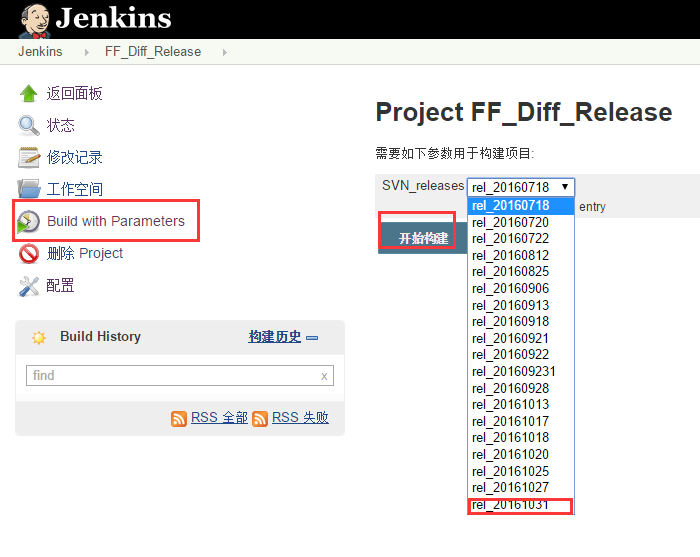 Jenkins
Jenkins FF_Diff_Release
返回面板
状态
修改记录
工作空间
Build with Parameters
删除 Project
配置
Build History 构建历史
find x
RSS 全部 RSS 失败
Project FF_Diff_Release
需要如下参数用于构建项目:
SVN_releases rel_20160718
rel_20160718
entry
rel_20160720
rel_20160722
rel_20160812
rel_20160825
rel_20160906
rel_20160913
rel_20160918
rel_20160921
rel_20160922
rel_201609231
rel_20160928
rel_20161013
rel_20161017
rel_20161018
rel_20161020
rel_20161025
rel_20161027
rel_20161031
开始构建